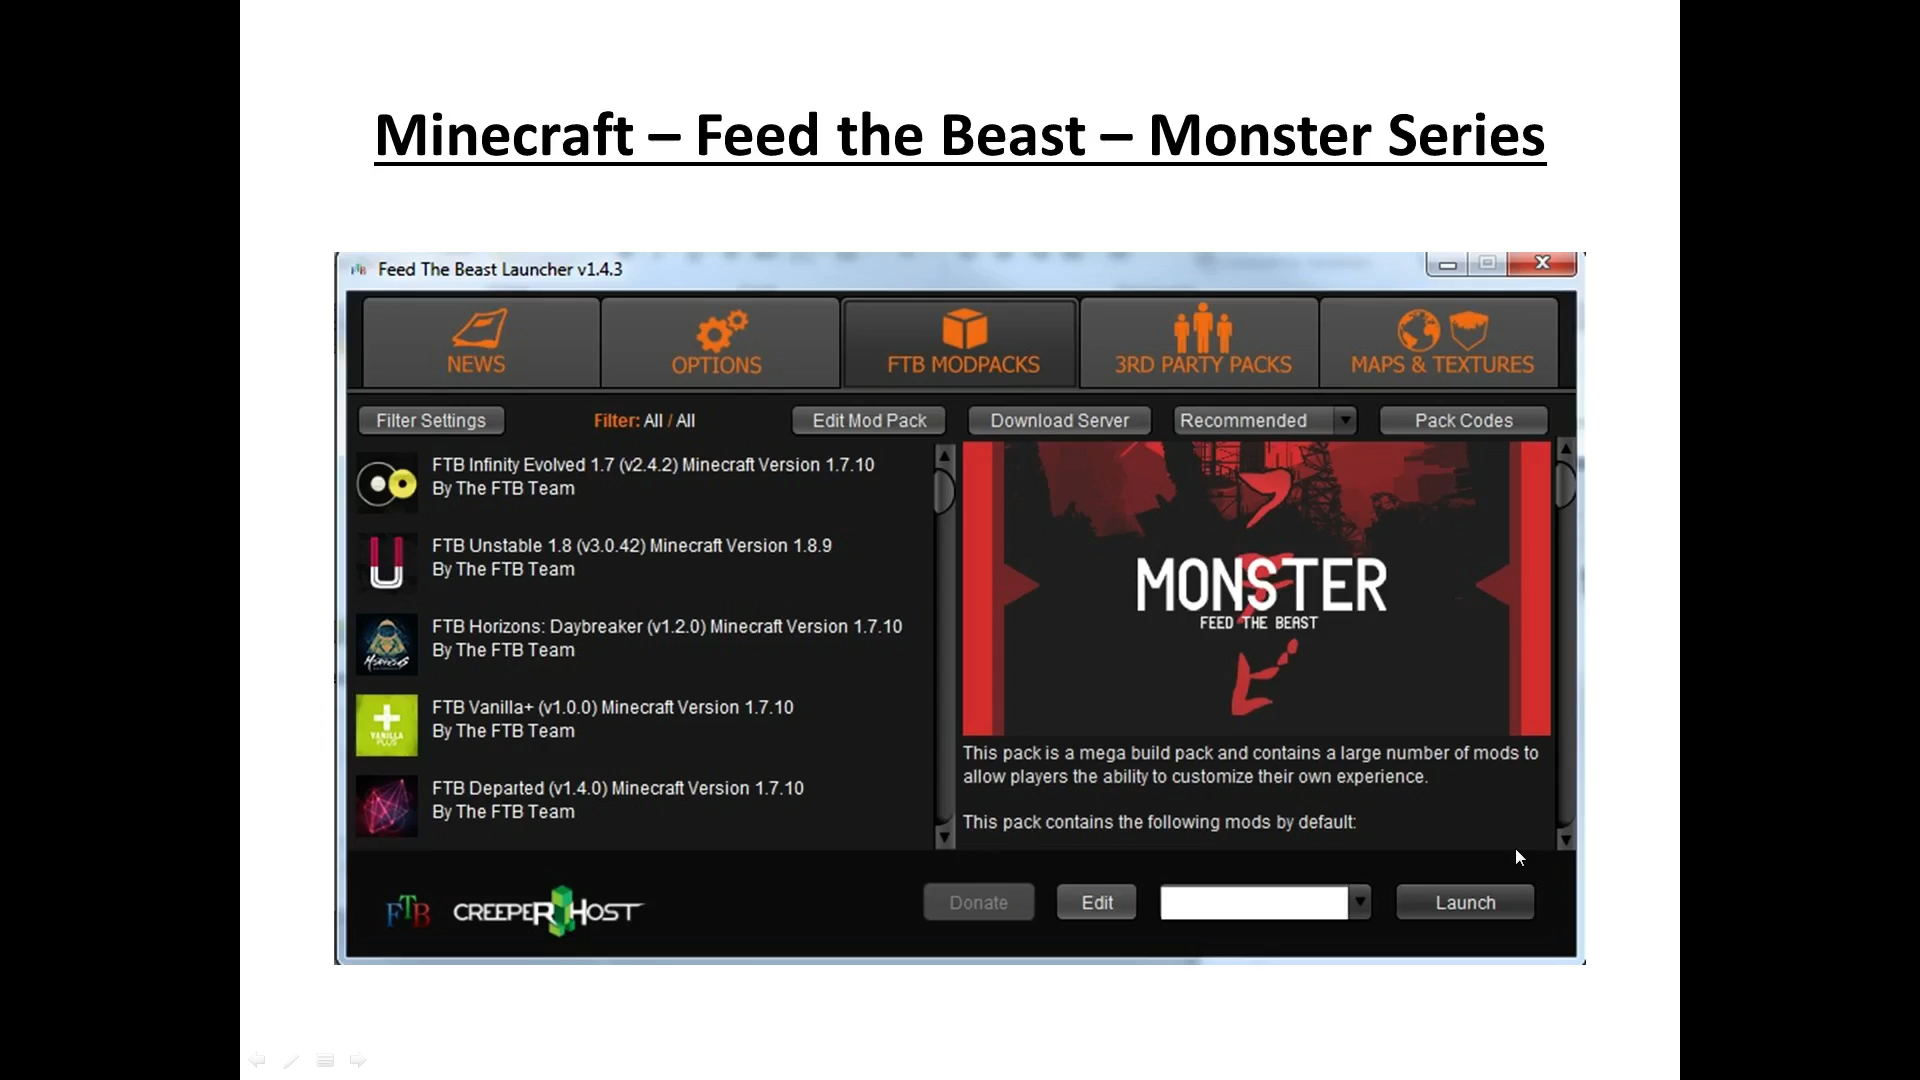 Minecraft – Feed the Beast – Monster Series
FTB Feed The Beast Launcher v1.4.3
NEWS
OPTIONS
FTB MODPACKS
3RD PARTY PACKS
MAPS & TEXTURES
Filter Settings
Filter: All / All
Edit Mod Pack
Download Server
Recommended
Pack Codes
FTB Infinity Evolved 1.7 (v2.4.2) Minecraft Version 1.7.10
By The FTB Team
U
FTB Unstable 1.8 (v3.0.42) Minecraft Version 1.8.9
By The FTB Team
FTB Horizons: Daybreaker (v1.2.0) Minecraft Version 1.7.10
By The FTB Team
VANILLA
PLUS
FTB Vanilla+ (v1.0.0) Minecraft Version 1.7.10
By The FTB Team
FTB Departed (v1.4.0) Minecraft Version 1.7.10
By The FTB Team
MONSTER
FEED THE BEAST
This pack is a mega build pack and contains a large number of mods to
allow players the ability to customize their own experience.
This pack contains the following mods by default:
FTB
CREEPERHOST
Donate
Edit
Launch